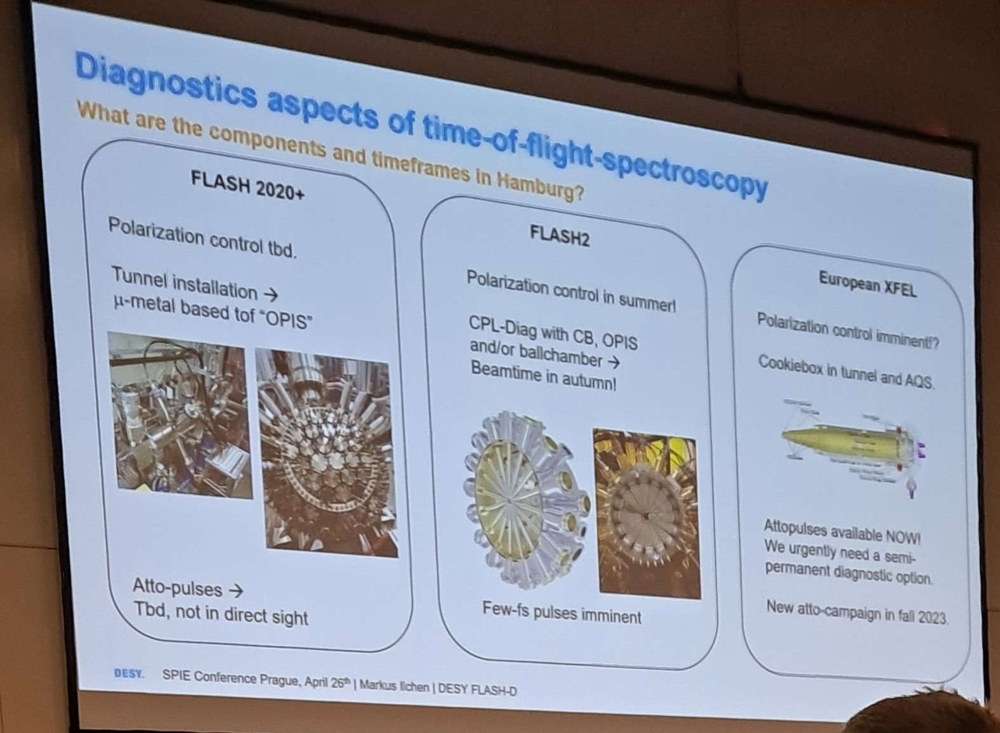 Diagnostics aspects of time-of-flight-spectroscopy
What are the components and timeframes in Hamburg?
FLASH 2020+
Polarization control tbd.
Tunnel installation →
μ-metal based tof “OPIS”
Atto-pulses →
Tbd, not in direct sight
FLASH2
Polarization control in summer!
CPL-Diag with CB, OPIS
and/or ballchamber →
Beamtime in autumn!
Few-fs pulses imminent
European XFEL
Polarization control imminent!?
Cookiebox in tunnel and AQS.
Attopulses available NOW!
We urgently need a semi-
permanent diagnostic option.
New atto-campaign in fall 2023.
DESY. SPIE Conference Prague, April 26th | Markus Ilchen | DESY FLASH-D